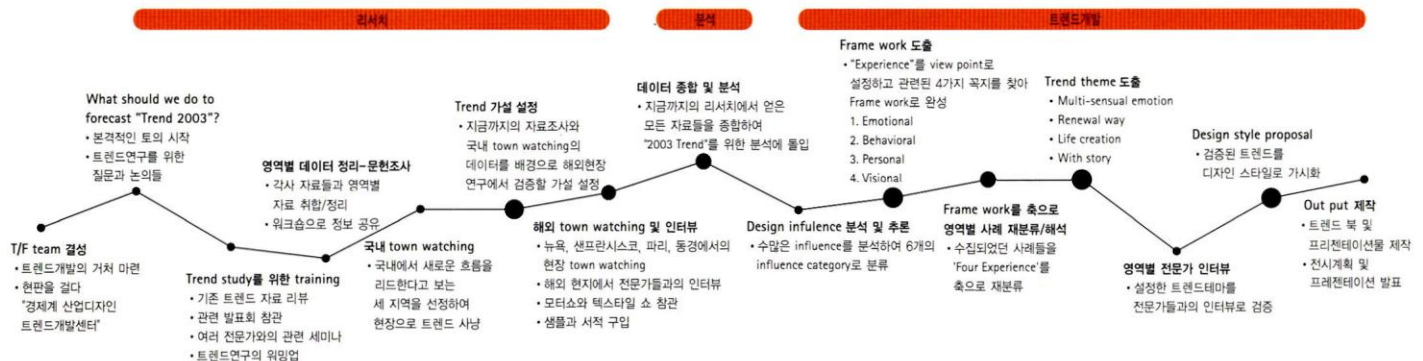 리서치
분석
트렌드개발
T/F team 결성
• 트렌드개발의 거처 마련
• 현판을 걸다
"경제계 산업디자인
트렌드개발센터"
What should we do to
forecast "Trend 2003"?
• 본격적인 토의 시작
• 트렌드연구를 위한
질문과 논의들
Trend study를 위한 training
• 기존 트렌드 자료 리뷰
• 관련 발표회 참관
• 여러 전문가와의 관련 세미나
• 트렌드연구의 워밍업
영역별 데이터 정리-문헌조사
• 각사 자료들과 영역별
자료 취합/정리
• 워크숍으로 정보 공유
국내 town watching
• 국내에서 새로운 흐름을
리드한다고 보는
세 지역을 선정하여
현장으로 트렌드 사냥
Trend 가설 설정
• 지금까지의 자료조사와
국내 town watching의
데이터를 배경으로 해외현장
연구에서 검증할 가설 설정
해외 town watching 및 인터뷰
• 뉴욕, 샌프란시스코, 파리, 동경에서의
현장 town watching
• 해외 현지에서 전문가들과의 인터뷰
• 모터쇼와 텍스타일 쇼 참관
• 샘플과 서적 구입
데이터 종합 및 분석
• 지금까지의 리서치에서 얻은
모든 자료들을 종합하여
"2003 Trend"를 위한 분석에 돌입
Design infulence 분석 및 추론
• 수많은 influence를 분석하여 6개의
influence category로 분류
Frame work 도출
• "Experience"를 view point로
설정하고 관련된 4가지 꼭지를 찾아
Frame work로 완성
1. Emotional
2. Behavioral
3. Personal
4. Visional
Frame work를 축으로
영역별 사례 재분류/해석
• 수집되었던 사례들을
'Four Experience'를
축으로 재분류
Trend theme 도출
• Multi-sensual emotion
• Renewal way
• Life creation
• With story
영역별 전문가 인터뷰
• 설정한 트렌드테마를
전문가들과의 인터뷰로 검증
Design style proposal
• 검증된 트렌드를
디자인 스타일로 가시화
Out put 제작
• 트렌드 북 및
프리젠테이션물 제작
• 전시계획 및
프레젠테이션 발표